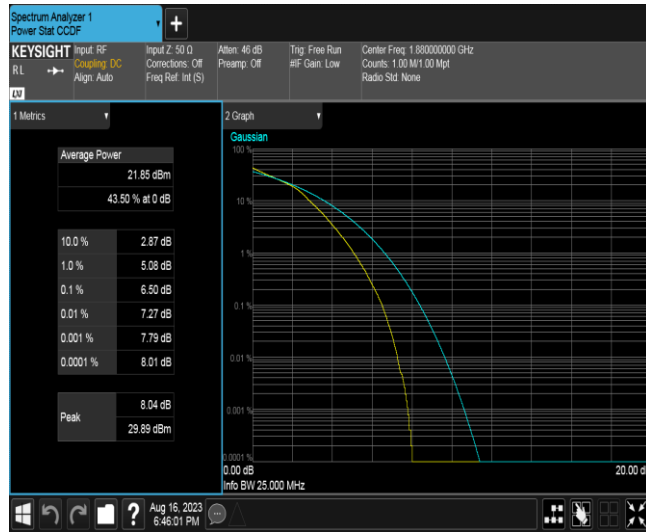 Spectrum Analyzer 1
Power Stat CCDF
+
KEYSIGHT
RL
LXI
Input: RF
Coupling: DC
Align: Auto
Input Z: 50 Ω
Corrections: Off
Freq Ref: Int (S)
Atten: 46 dB
Preamp: Off
Trig: Free Run
#IF Gain: Low
Center Freq: 1.880000000 GHz
Counts: 1.00 M/1.00 Mpt
Radio Std: None
1 Metrics
Average Power
21.85 dBm
43.50 % at 0 dB
10.0 % 2.87 dB
1.0 % 5.08 dB
0.1 % 6.50 dB
0.01 % 7.27 dB
0.001 % 7.79 dB
0.0001 % 8.01 dB
Peak
8.04 dB
29.89 dBm
2 Graph
Gaussian
100 %
10 %
1 %
0.1 %
0.01 %
0.001 %
0.0001 %
0.00 dB
20.00 d
Info BW 25.000 MHz
?
Aug 16, 2023
6:46:01 PM